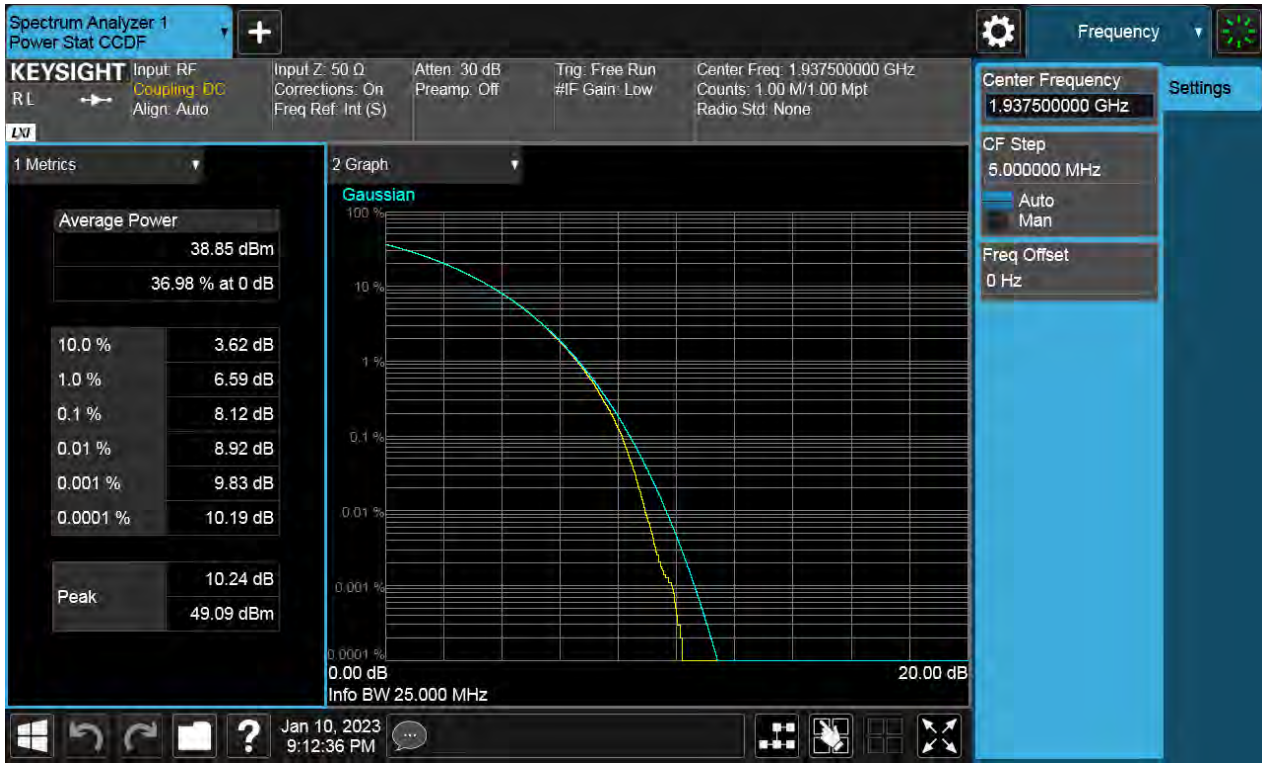 Spectrum Analyzer 1
Power Stat CCDF
Frequency
KEYSIGHT
RL
LXI
Input: RF
Coupling: DC
Align: Auto
Input Z: 50 Ω
Corrections: On
Freq Ref: Int (S)
Atten: 30 dB
Preamp: Off
Trig: Free Run
#IF Gain: Low
Center Freq: 1.937500000 GHz
Counts: 1.00 M/1.00 Mpt
Radio Std: None
Center Frequency
1.937500000 GHz
Settings
CF Step
5.000000 MHz
Auto
Man
Freq Offset
0 Hz
1 Metrics
Average Power
38.85 dBm
36.98 % at 0 dB
10.0 % 3.62 dB
1.0 % 6.59 dB
0.1 % 8.12 dB
0.01 % 8.92 dB
0.001 % 9.83 dB
0.0001 % 10.19 dB
Peak
10.24 dB
49.09 dBm
2 Graph
Gaussian
100 %
10 %
1 %
0.1 %
0.01 %
0.001 %
0.0001 %
0.00 dB 20.00 dB
Info BW 25.000 MHz
?
Jan 10, 2023
9:12:36 PM